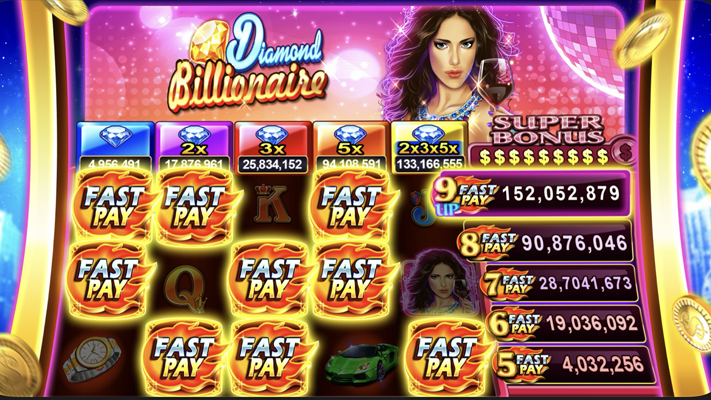 Diamond
Billionaire
SUPER
BONUS
$$$$$$$$$ $
2x 3x 5x 2x3x5x
4,956,491 17,876,961 25,834,152 94,108,591 133,166,555
FAST PAY FAST PAY K FAST PAY J
FAST PAY Q FAST PAY FAST PAY
FAST PAY FAST PAY FAST PAY
9 UP FAST PAY 152,052,879
8 FAST PAY 90,876,046
7 FAST PAY 28,7041,673
6 FAST PAY 19,036,092
5 FAST PAY 4,032,256